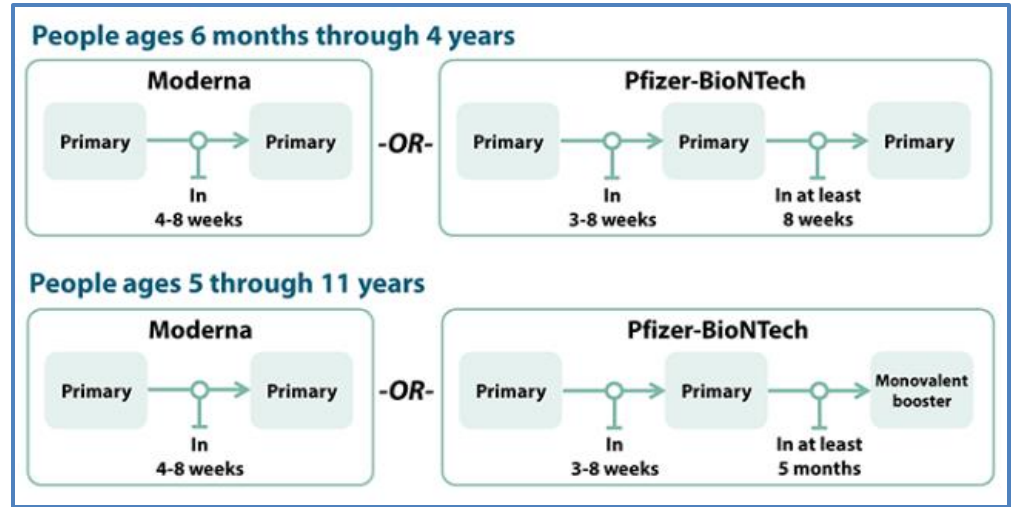 People ages 6 months through 4 years
Moderna
Primary
In
4-8 weeks
Primary
-OR-
Pfizer-BioNTech
Primary
In
3-8 weeks
Primary
In at least
8 weeks
Primary
People ages 5 through 11 years
Moderna
Primary
In
4-8 weeks
Primary
-OR-
Pfizer-BioNTech
Primary
In
3-8 weeks
Primary
In at least
5 months
Monovalent
booster